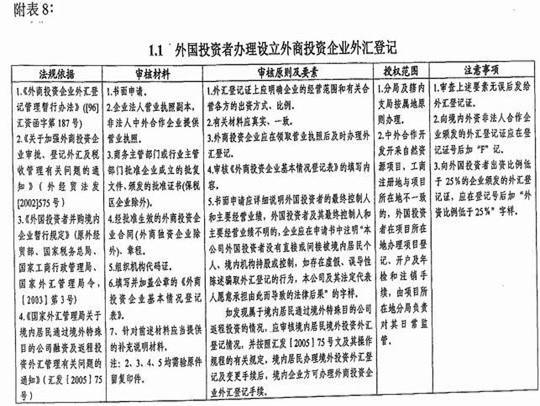 附表8：
1.1 外国投资者办理设立外商投资企业外汇登记
法规依据
1.《外商投资企业外汇登
记管理暂行办法》([96]
汇资函字第187号)
2.《关于加强外商投资企
业审批、登记外汇及税
收管理有关问题的通
知》（外经贸法发
[2002]575号）
3.《外国投资者并购境内
企业暂行规定》(原外经
贸部、国家税务总局、
国家工商行政管理局、
国家外汇管理局令，
[2003]第3号)
4.《国家外汇管理局关于
境内居民通过境外特殊
目的公司融资及返程投
资外汇管理有关问题的
通知》（汇发[2005]75
号）
审核材料
1.书面申请。
2.企业法人营业执照副本，
非法人中外合作企业提供
营业执照。
3.商务主管部门或行业主管
部门批准企业成立的批复
文件、颁发的批准证书(保税
区企业除外)。
4.经批准生效的外商投资企
业合同(外商独资企业除
外)、章程。
5.组织机构代码证。
6.填写并加盖公章的《外商
投资企业基本情况登记
表》。
7、针对前述材料应当提供
的补充说明材料。
注：2、3、4、5均需验原件
留复印件。
审核原则及要素
1.外汇登记证上应明确企业的经营范围和有关合
营各方的出资方式、比例。
2.有关材料应真实、一致。
3.外商投资企业应在领取营业执照后及时办理外
汇登记。
4.审核《外商投资企业基本情况登记表》的填写内
容。
5.书面申请应详细说明外国投资者的最终控制人
和主要经营业绩，外国投资者及其最终控制人和
主要经营业绩不明的，企业应在申请书中注明"本
公司外国投资者没有直接或间接被境内居民个
人、境内机构持股或控制，如存在虚假、误导性
陈述骗取外汇登记的行为，本公司及其法定代表
人愿意承担由此而导致的法律后果"的字样。
如发现属于境内居民通过境外特殊目的公司
返程投资的情况，应审核境内居民境外投资外汇
登记情况，并按照汇发[2005]75号文及其操作
规程的有关规定，境内居民办理境外投资外汇登
记及变更手续后，境内企业方可办理外商投资企
业外汇登记手续。
授权范围
1.分局及辖内
支局按属地原
则办理。
2.中外合作开
发开采自然资
源项目，工商
注册地与项目
所在地不一致
的，外国投资
者在项目所在
地办理项目登
记、开户及年
检和注销手
续，由项目所
在地分局负责
对其日常监
管。
注意事项
1.审查上述要素无误后发给
外汇登记证。
2.向境内外非法人合作企
业颁发的外汇登记证应在登
记证号后加"F"记。
3.向外国投资者出资比例低
于25%的企业颁发的外汇登
记证，应在登记号后加"外
资比例低于25%"字样。